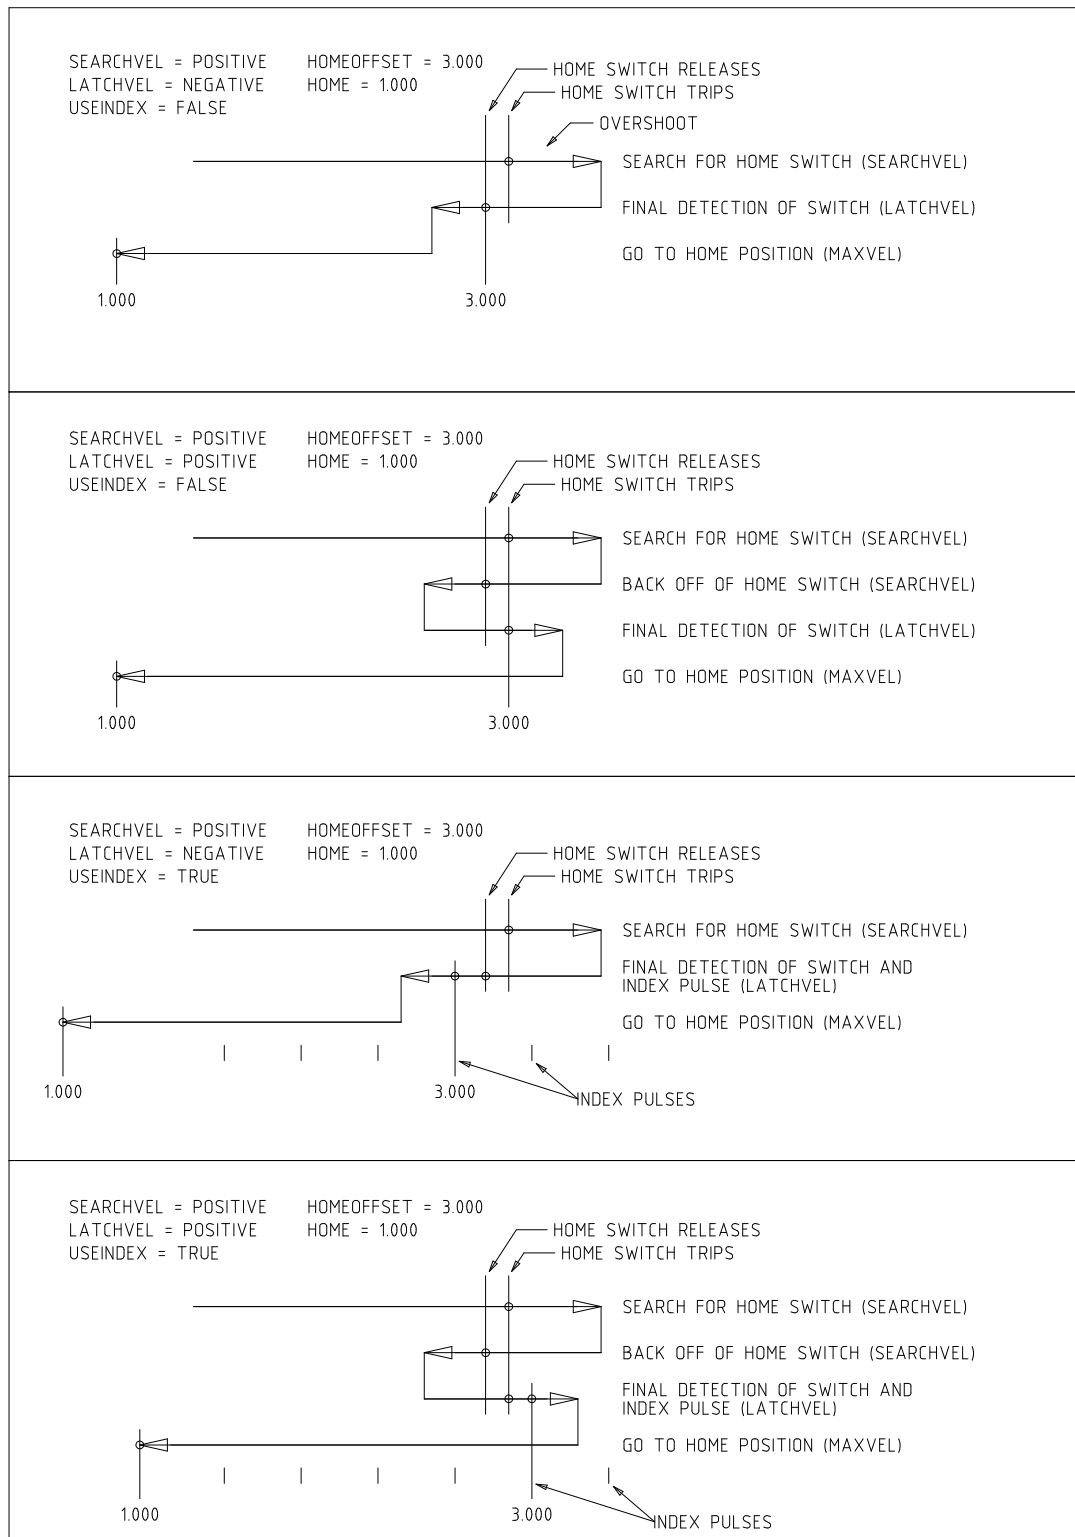 SEARCHVEL = POSITIVE HOMEOFFSET = 3.000
LATCHVEL = NEGATIVE HOME = 1.000
USEINDEX = FALSE
HOME SWITCH RELEASES
HOME SWITCH TRIPS
OVERSHOOT
SEARCH FOR HOME SWITCH (SEARCHVEL)
FINAL DETECTION OF SWITCH (LATCHVEL)
GO TO HOME POSITION (MAXVEL)
1.000 3.000
SEARCHVEL = POSITIVE HOMEOFFSET = 3.000
LATCHVEL = POSITIVE HOME = 1.000
USEINDEX = FALSE
HOME SWITCH RELEASES
HOME SWITCH TRIPS
SEARCH FOR HOME SWITCH (SEARCHVEL)
BACK OFF OF HOME SWITCH (SEARCHVEL)
FINAL DETECTION OF SWITCH (LATCHVEL)
GO TO HOME POSITION (MAXVEL)
1.000 3.000
SEARCHVEL = POSITIVE HOMEOFFSET = 3.000
LATCHVEL = NEGATIVE HOME = 1.000
USEINDEX = TRUE
HOME SWITCH RELEASES
HOME SWITCH TRIPS
SEARCH FOR HOME SWITCH (SEARCHVEL)
FINAL DETECTION OF SWITCH AND
INDEX PULSE (LATCHVEL)
GO TO HOME POSITION (MAXVEL)
1.000 3.000
INDEX PULSES
SEARCHVEL = POSITIVE HOMEOFFSET = 3.000
LATCHVEL = POSITIVE HOME = 1.000
USEINDEX = TRUE
HOME SWITCH RELEASES
HOME SWITCH TRIPS
SEARCH FOR HOME SWITCH (SEARCHVEL)
BACK OFF OF HOME SWITCH (SEARCHVEL)
FINAL DETECTION OF SWITCH AND
INDEX PULSE (LATCHVEL)
GO TO HOME POSITION (MAXVEL)
1.000 3.000
INDEX PULSES